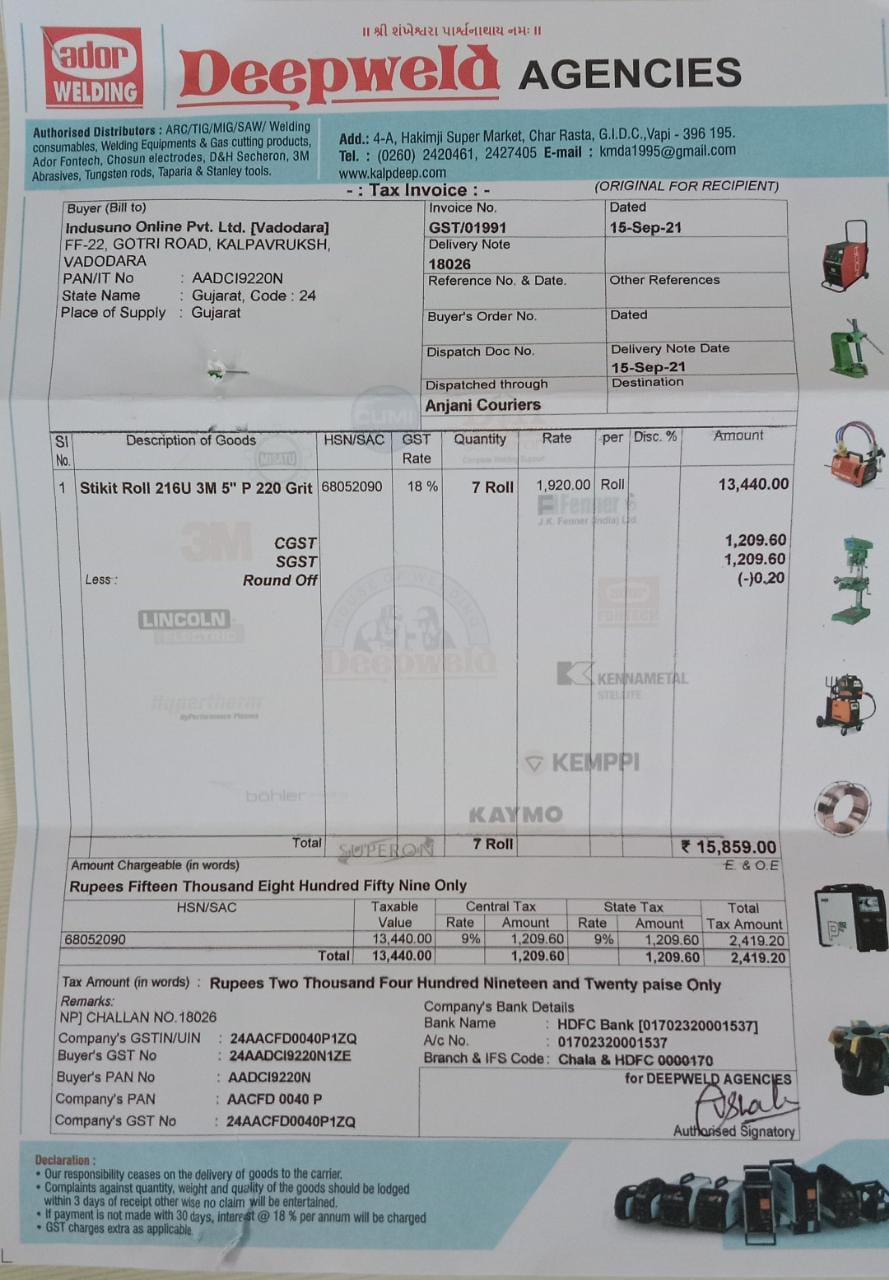 ॥ શ્રી શંખેશ્વરા પાર્શ્વનાથાય નમઃ ॥
ador
WELDING
Deepweld AGENCIES
Authorised Distributors : ARC/TIG/MIG/SAW/ Welding
consumables, Welding Equipments & Gas cutting products,
Ador Fontech, Chosun electrodes, D&H Secheron, 3M
Abrasives, Tungsten rods, Taparia & Stanley tools.
Add.: 4-A, Hakimji Super Market, Char Rasta, G.I.D.C.,Vapi - 396 195.
Tel. : (0260) 2420461, 2427405 E-mail : kmda1995@gmail.com
www.kalpdeep.com
- : Tax Invoice : -
(ORIGINAL FOR RECIPIENT)
Buyer (Bill to)
Indusuno Online Pvt. Ltd. [Vadodara]
FF-22, GOTRI ROAD, KALPAVRUKSH,
VADODARA
PAN/IT No : AADCI9220N
State Name : Gujarat, Code : 24
Place of Supply : Gujarat
Invoice No. Dated
GST/01991 15-Sep-21
Delivery Note
18026
Reference No. & Date. Other References
Buyer's Order No. Dated
Dispatch Doc No. Delivery Note Date
15-Sep-21
Dispatched through Destination
Anjani Couriers
CUMI
MISATU
Complete Welding Support
Sl No. Description of Goods HSN/SAC GST Rate Quantity Rate per Disc. % Amount
1 Stikit Roll 216U 3M 5" P 220 Grit 68052090 18 % 7 Roll 1,920.00 Roll 13,440.00
Fenner
J.K. Fenner (India) Ltd.
3M
CGST 1,209.60
SGST 1,209.60
Less : Round Off (-)0.20
LINCOLN
ELECTRIC
HOUSE OF WELDING
Deepweld
ador
FONTECH
KENNAMETAL
STELLITE
Hypertherm
HyPerformance Plasma
KEMPPI
böhler
KAYMO
SUPERON
Total 7 Roll ₹ 15,859.00
Amount Chargeable (in words) E. & O.E
Rupees Fifteen Thousand Eight Hundred Fifty Nine Only
HSN/SAC Taxable Value Central Tax State Tax Total Tax Amount
Rate Amount Rate Amount
68052090 13,440.00 9% 1,209.60 9% 1,209.60 2,419.20
Total 13,440.00 1,209.60 1,209.60 2,419.20
Tax Amount (in words) : Rupees Two Thousand Four Hundred Nineteen and Twenty paise Only
Remarks:
NP] CHALLAN NO.18026
Company's GSTIN/UIN : 24AACFD0040P1ZQ
Buyer's GST No : 24AADCI9220N1ZE
Buyer's PAN No : AADCI9220N
Company's PAN : AACFD 0040 P
Company's GST No : 24AACFD0040P1ZQ
Company's Bank Details
Bank Name : HDFC Bank [01702320001537]
A/c No. : 01702320001537
Branch & IFS Code : Chala & HDFC 0000170
for DEEPWELD AGENCIES
Authorised Signatory
Declaration :
• Our responsibility ceases on the delivery of goods to the carrier.
• Complaints against quantity, weight and quality of the goods should be lodged
within 3 days of receipt other wise no claim will be entertained.
• If payment is not made with 30 days, interest @ 18 % per annum will be charged
• GST charges extra as applicable